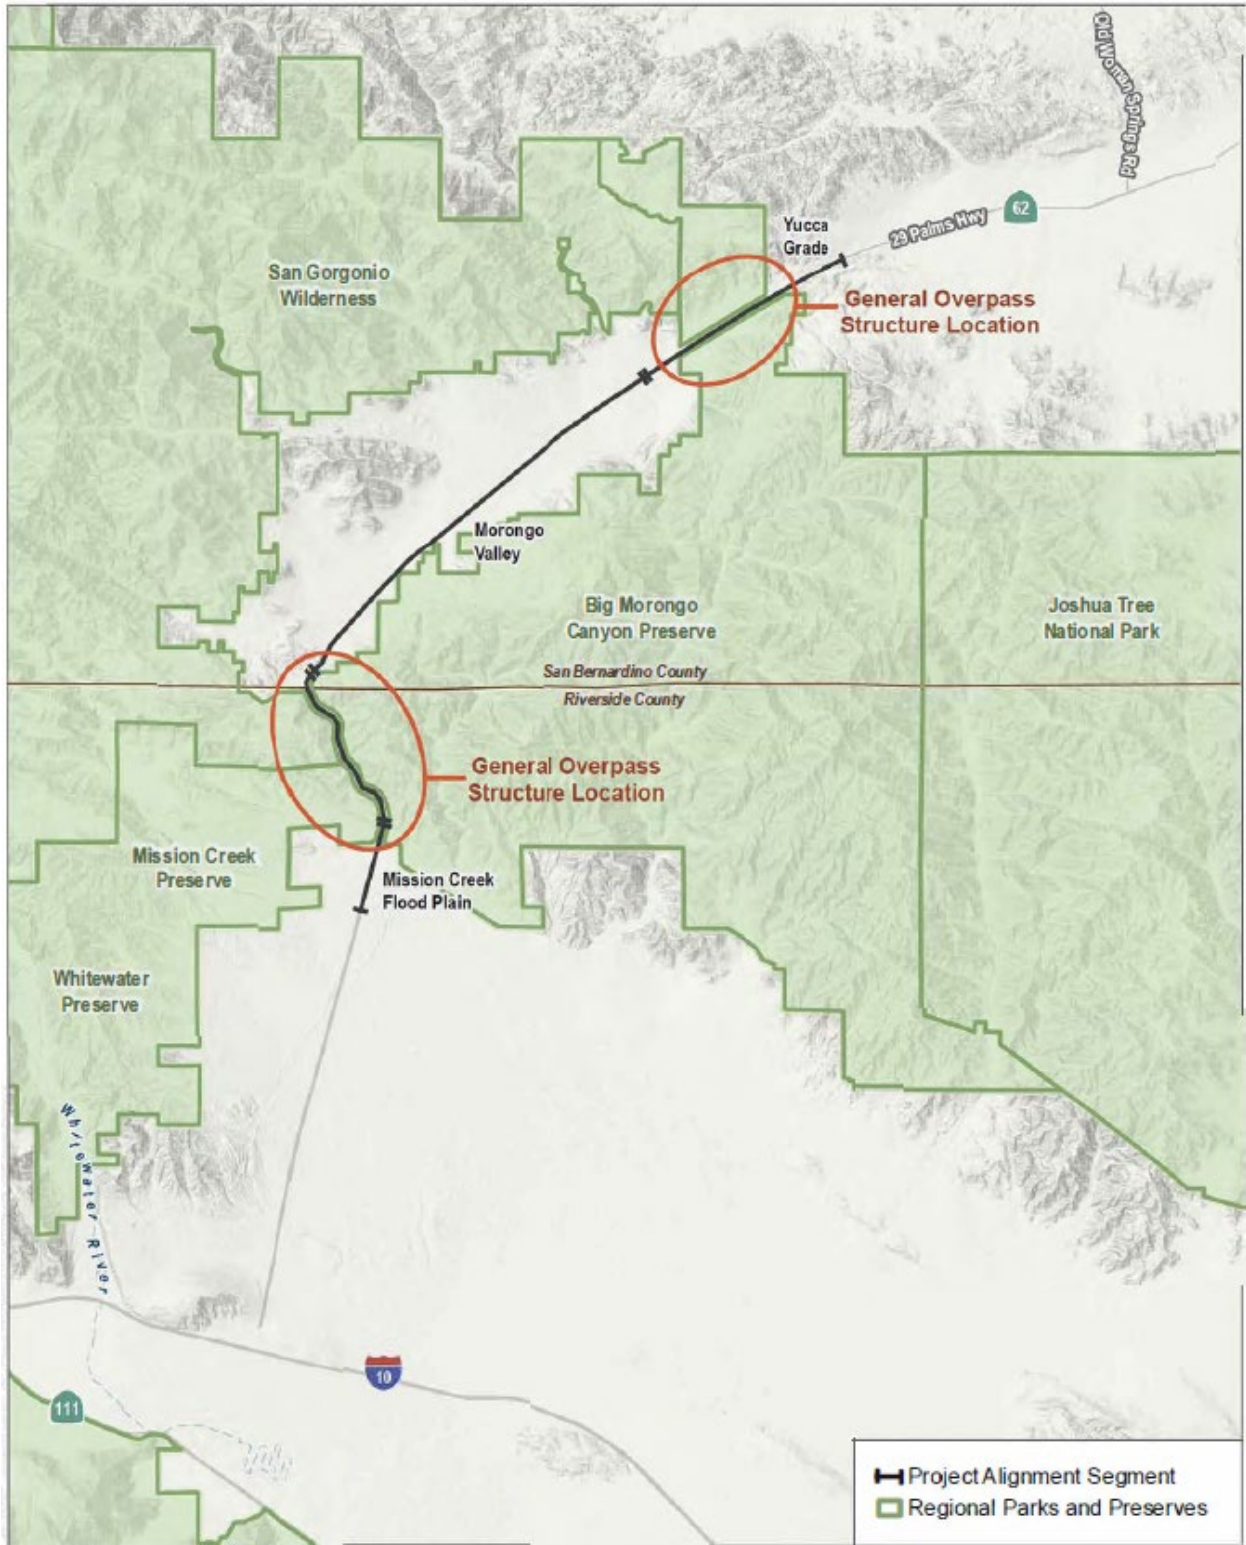 Old Woman Springs Rd
62
29 Palms Hwy
Yucca
Grade
San Gorgonio
Wilderness
General Overpass
Structure Location
Morongo
Valley
Big Morongo
Canyon Preserve
Joshua Tree
National Park
San Bernardino County
Riverside County
General Overpass
Structure Location
Mission Creek
Preserve
Mission Creek
Flood Plain
Whitewater
Preserve
Whitewater River
10
111
Project Alignment Segment
Regional Parks and Preserves